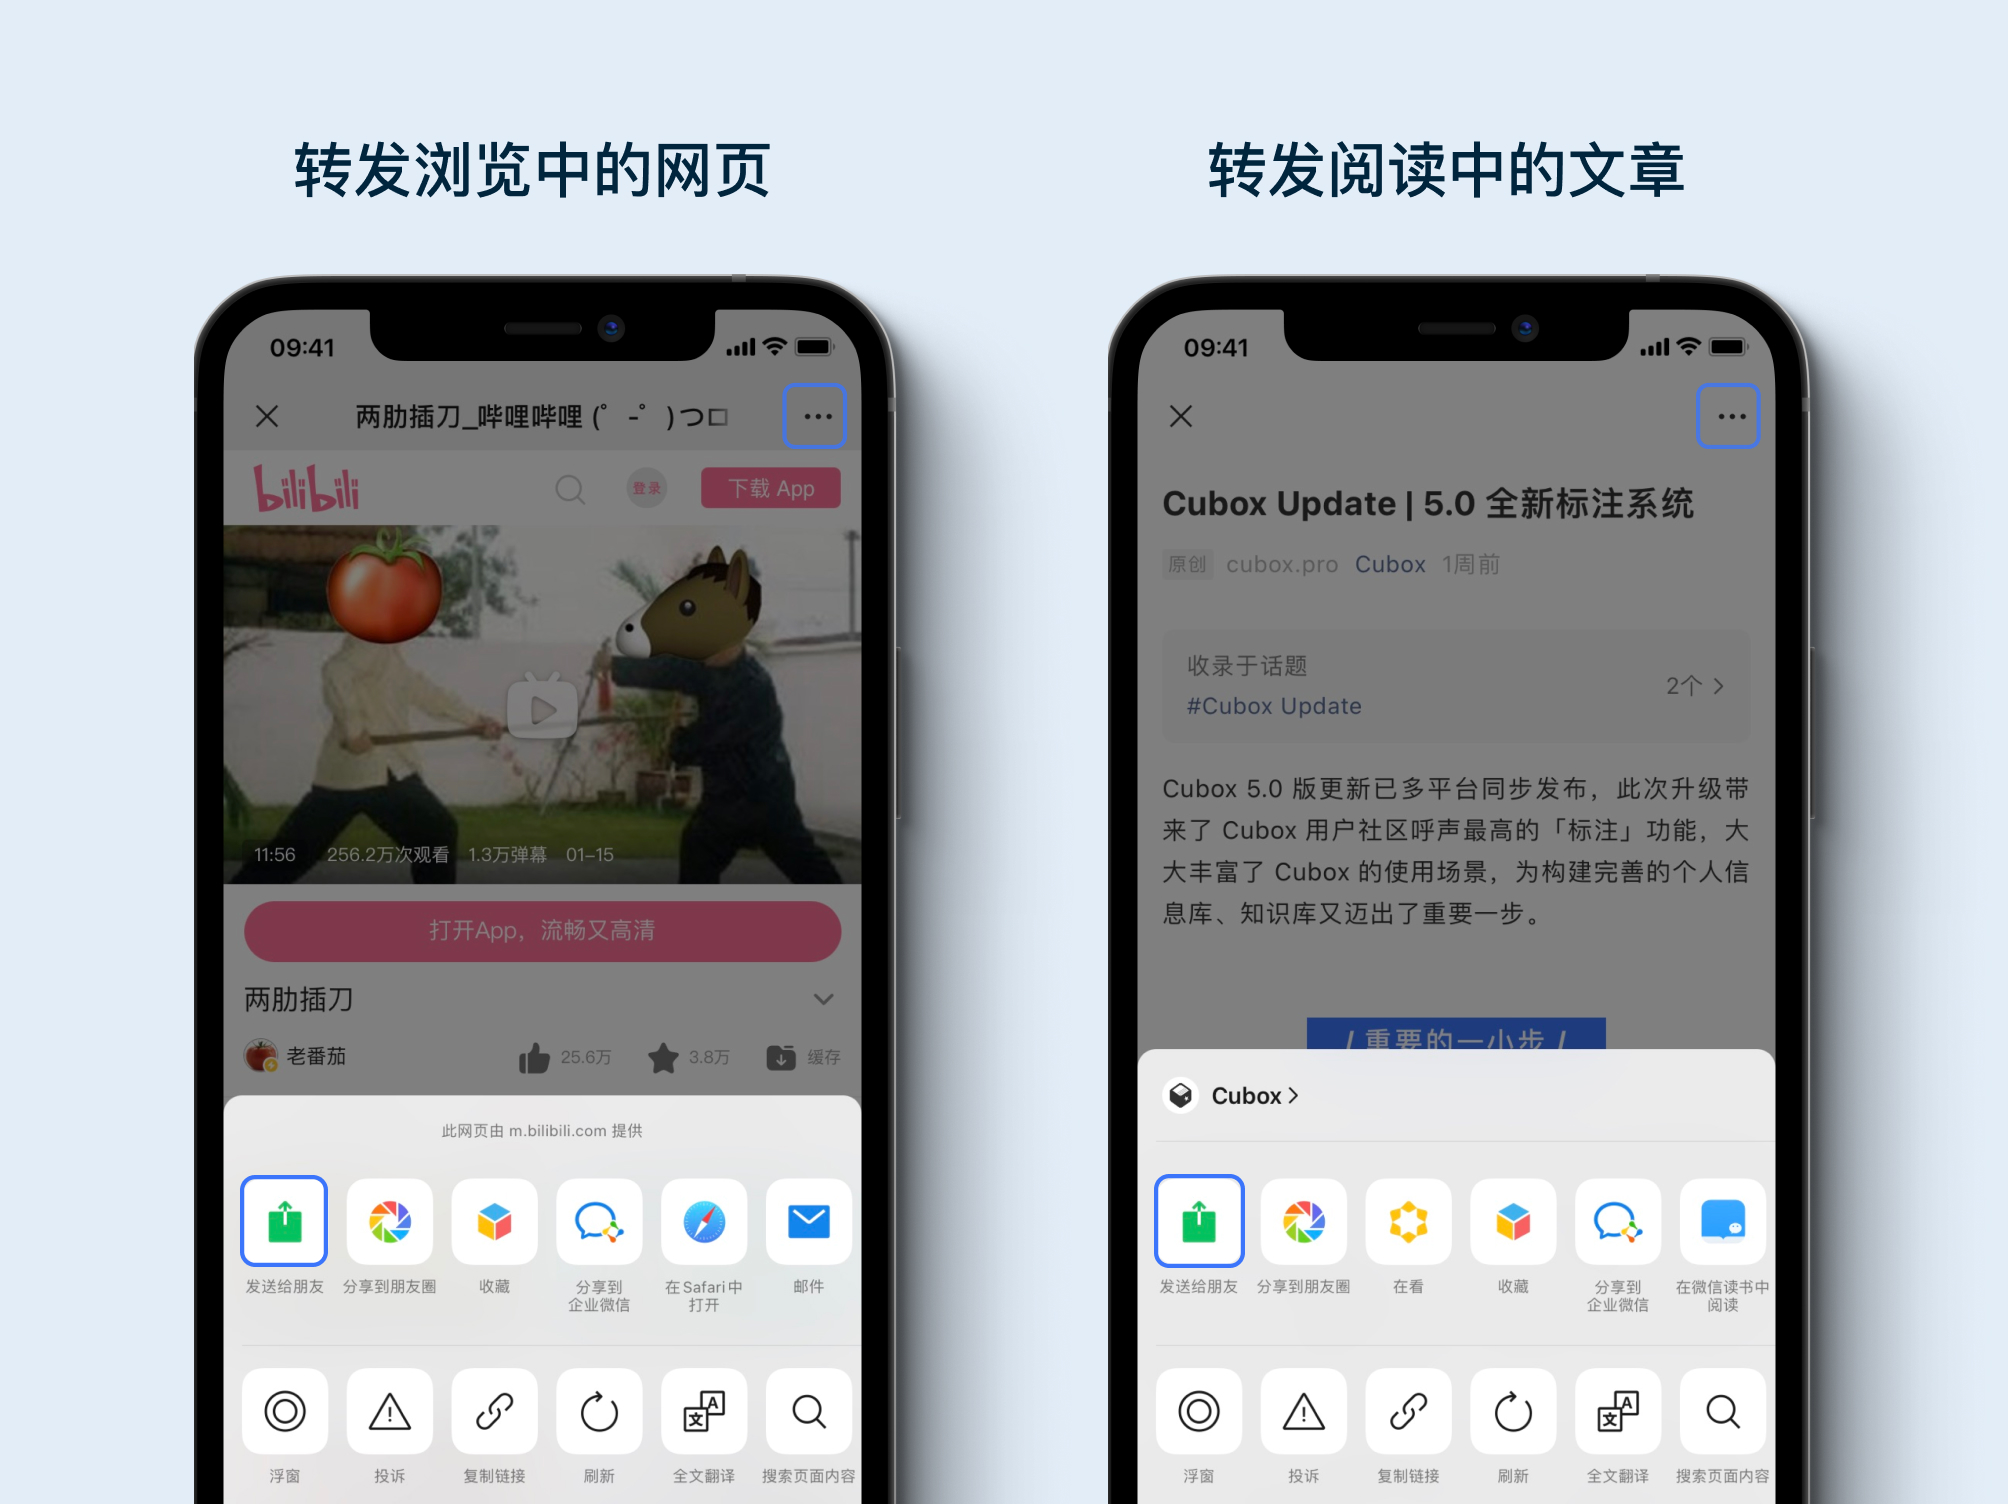 转发浏览中的网页
09:41
两肋插刀_哔哩哔哩 (゜-゜)つロ
bilibili
登录
下载 App
11:56 256.2万次观看 1.3万弹幕 01-15
打开App，流畅又高清
两肋插刀
老番茄 25.6万 3.8万 缓存
此网页由 m.bilibili.com 提供
发送给朋友 分享到朋友圈 收藏 分享到 在Safari中 邮件
企业微信 打开
浮窗 投诉 复制链接 刷新 全文翻译 搜索页面内容
转发阅读中的文章
09:41
Cubox Update | 5.0 全新标注系统
原创 cubox.pro Cubox 1周前
收录于话题
#Cubox Update
2个
Cubox 5.0 版更新已多平台同步发布，此次升级带
来了 Cubox 用户社区呼声最高的「标注」功能，大
大丰富了 Cubox 的使用场景，为构建完善的个人信
息库、知识库又迈出了重要一步。
/ 重要的一小步 /
Cubox
发送给朋友 分享到朋友圈 在看 收藏 分享到 在微信读书中
企业微信 阅读
浮窗 投诉 复制链接 刷新 全文翻译 搜索页面内容